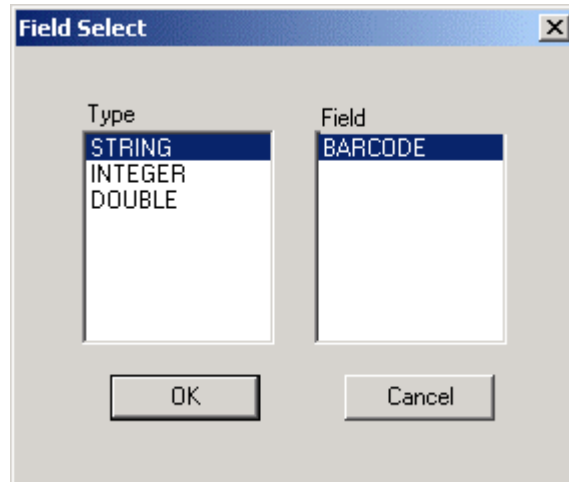 Field Select
Type
Field
STRING
INTEGER
DOUBLE
BARCODE
OK
Cancel